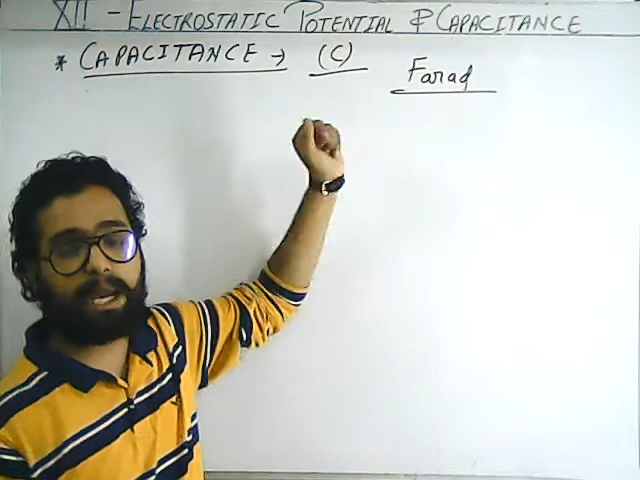 XII - ELECTROSTATIC POTENTIAL & CAPACITANCE
* CAPACITANCE → (C) Farad